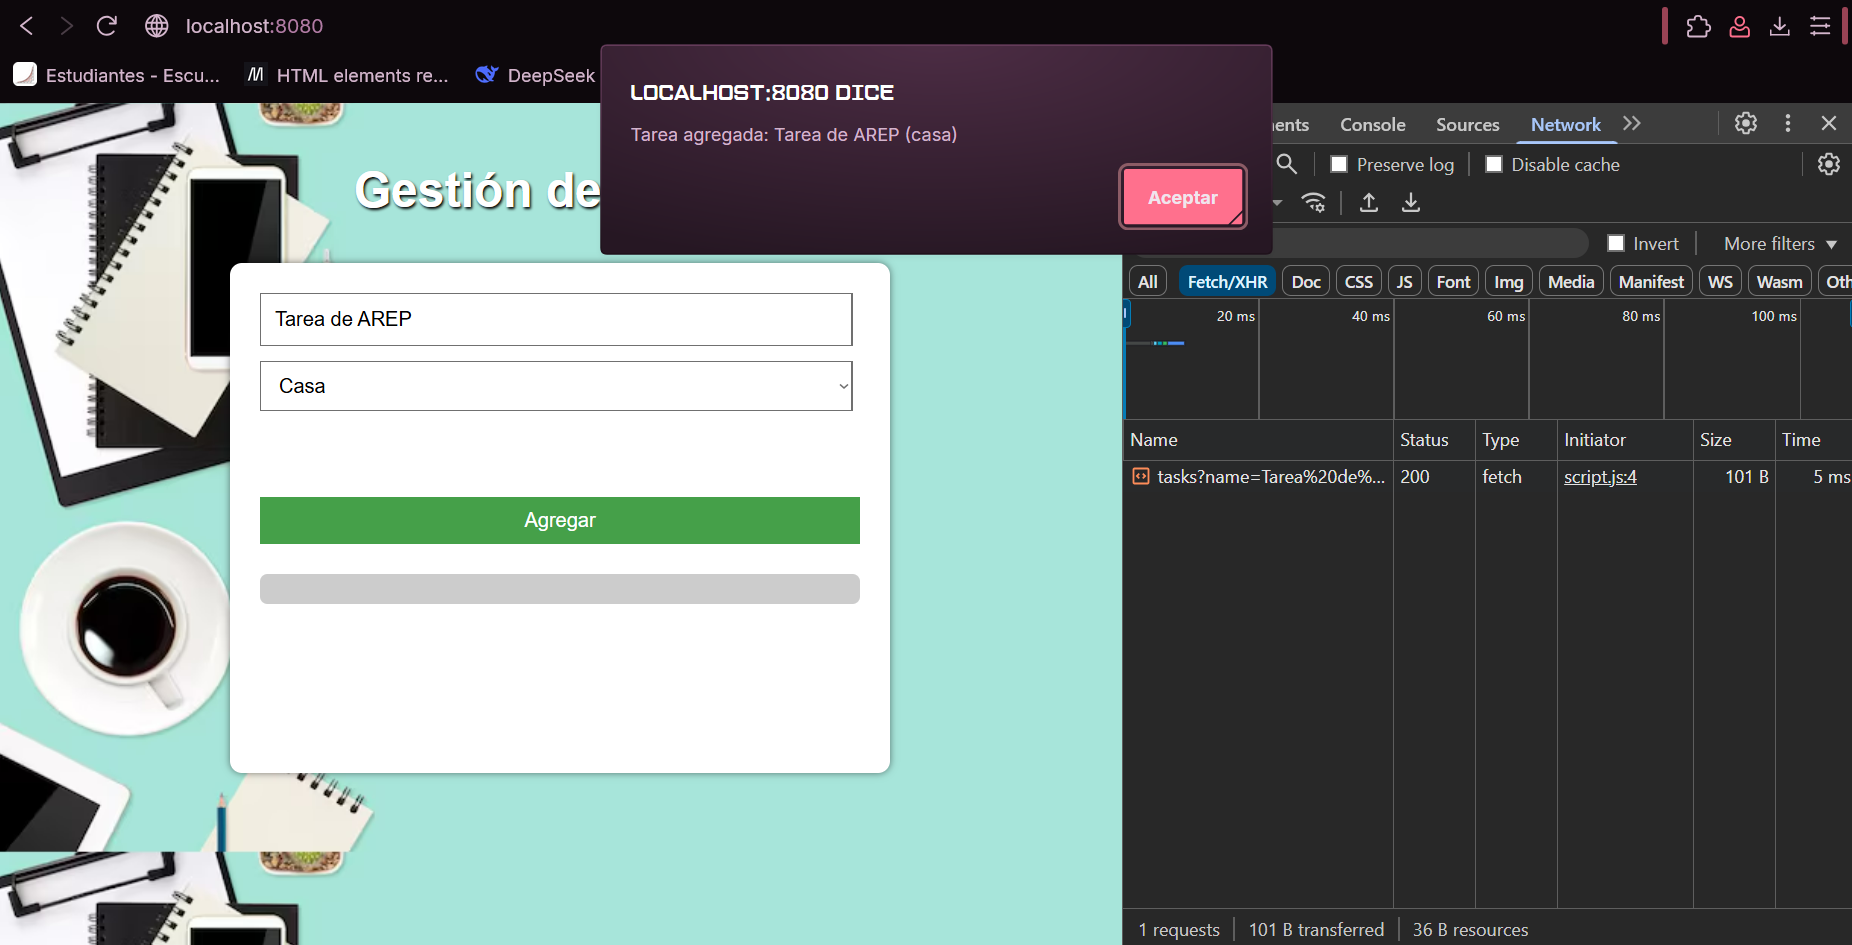 localhost:8080
Estudiantes - Escu...
HTML elements re...
DeepSeek
LOCALHOST:8080 DICE
Tarea agregada: Tarea de AREP (casa)
Aceptar
Gestión de
Tarea de AREP
Casa
Agregar
ents
Console
Sources
Network
Preserve log
Disable cache
Invert
More filters
All
Fetch/XHR
Doc
CSS
JS
Font
Img
Media
Manifest
WS
Wasm
Oth
20 ms
40 ms
60 ms
80 ms
100 ms
Name
Status
Type
Initiator
Size
Time
tasks?name=Tarea%20de%...
200
fetch
script.js:4
101 B
5 ms
1 requests
101 B transferred
36 B resources